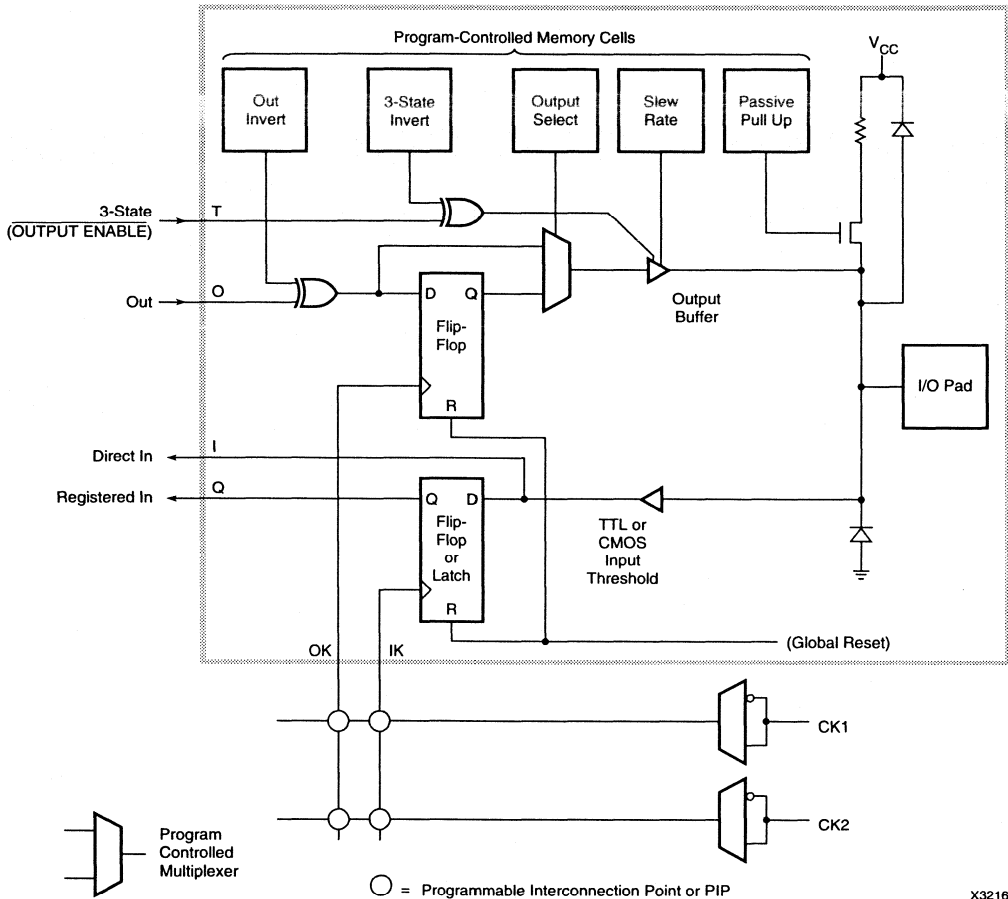 Program-Controlled Memory Cells
VCC
Out
Invert
3-State
Invert
Output
Select
Slew
Rate
Passive
Pull Up
3-State
(OUTPUT ENABLE)
T
Out
O
D Q
Flip-
Flop
R
Output
Buffer
I/O Pad
Direct In
I
Registered In
Q
Q D
Flip-
Flop
or
Latch
R
TTL or
CMOS
Input
Threshold
(Global Reset)
OK
IK
CK1
CK2
Program
Controlled
Multiplexer
= Programmable Interconnection Point or PIP
X3216